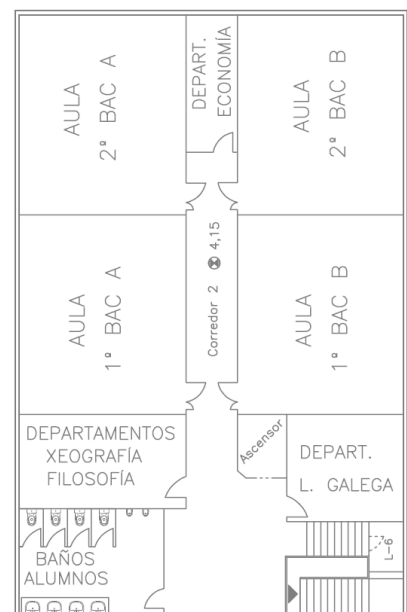 AULA
2º BAC A
DEPART.
ECONOMÍA
AULA
2º BAC B
AULA
1º BAC A
Corredor 2 4,15
AULA
1º BAC B
DEPARTAMENTOS
XEOGRAFÍA
FILOSOFÍA
Ascensor
DEPART.
L. GALEGA
BAÑOS
ALUMNOS
L-6